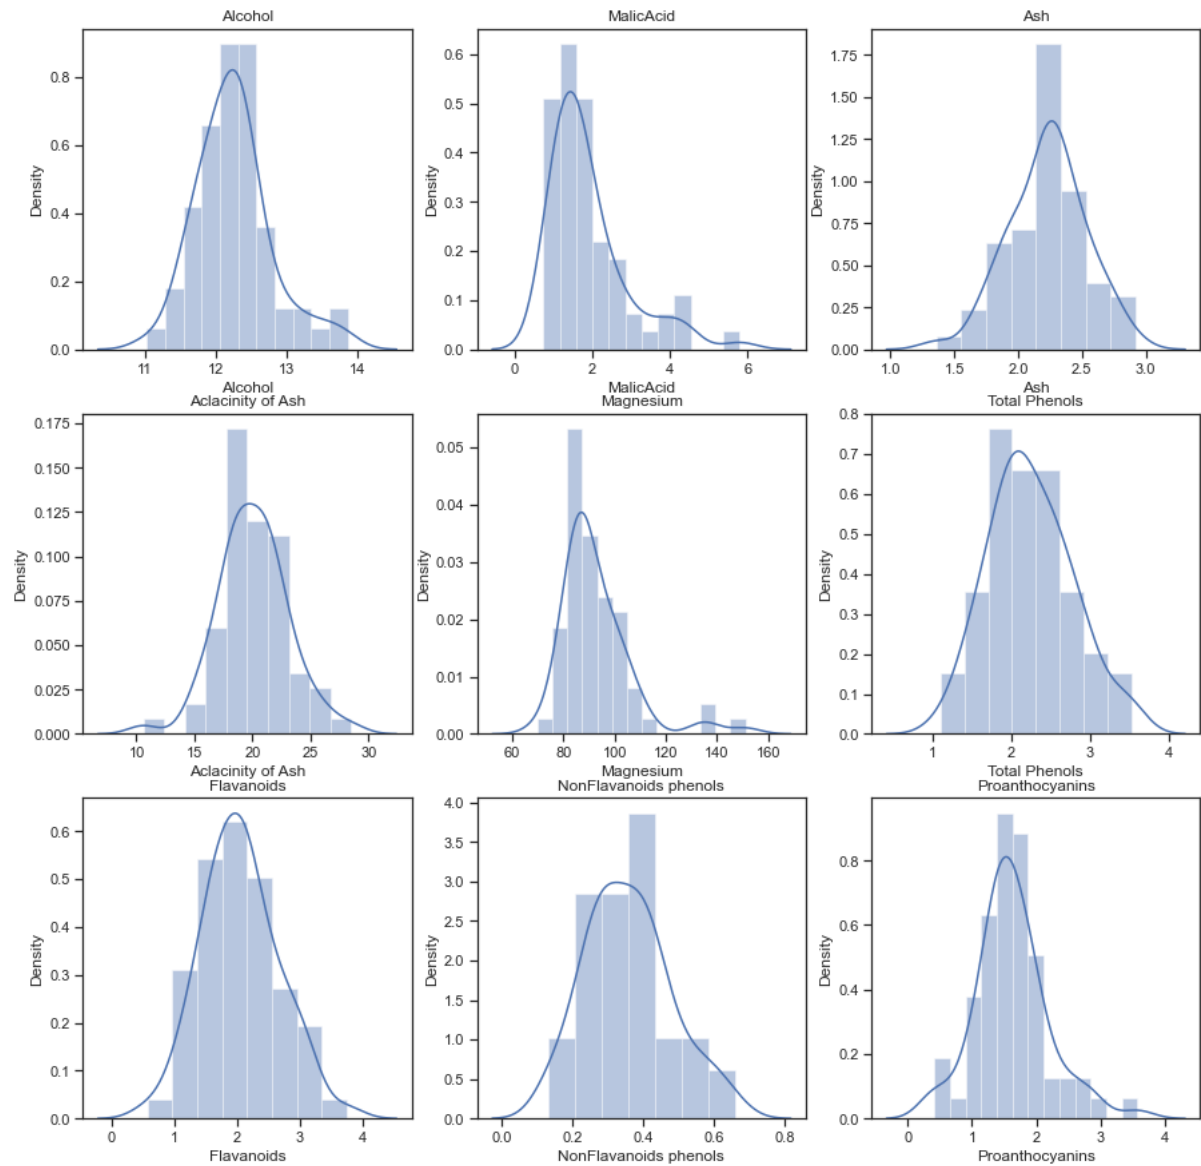 Alcohol
Density
0.0
0.2
0.4
0.6
0.8
11 12 13 14
Alcohol
MalicAcid
Density
0.0
0.1
0.2
0.3
0.4
0.5
0.6
0 2 4 6
MalicAcid
Ash
Density
0.00
0.25
0.50
0.75
1.00
1.25
1.50
1.75
1.0 1.5 2.0 2.5 3.0
Ash
Aclacinity of Ash
Density
0.000
0.025
0.050
0.075
0.100
0.125
0.150
0.175
10 15 20 25 30
Aclacinity of Ash
Magnesium
Density
0.00
0.01
0.02
0.03
0.04
0.05
60 80 100 120 140 160
Magnesium
Total Phenols
Density
0.0
0.1
0.2
0.3
0.4
0.5
0.6
0.7
0.8
1 2 3 4
Total Phenols
Flavanoids
Density
0.0
0.1
0.2
0.3
0.4
0.5
0.6
0 1 2 3 4
Flavanoids
NonFlavanoids phenols
Density
0.0
0.5
1.0
1.5
2.0
2.5
3.0
3.5
4.0
0.0 0.2 0.4 0.6 0.8
NonFlavanoids phenols
Proanthocyanins
Density
0.0
0.2
0.4
0.6
0.8
0 1 2 3 4
Proanthocyanins